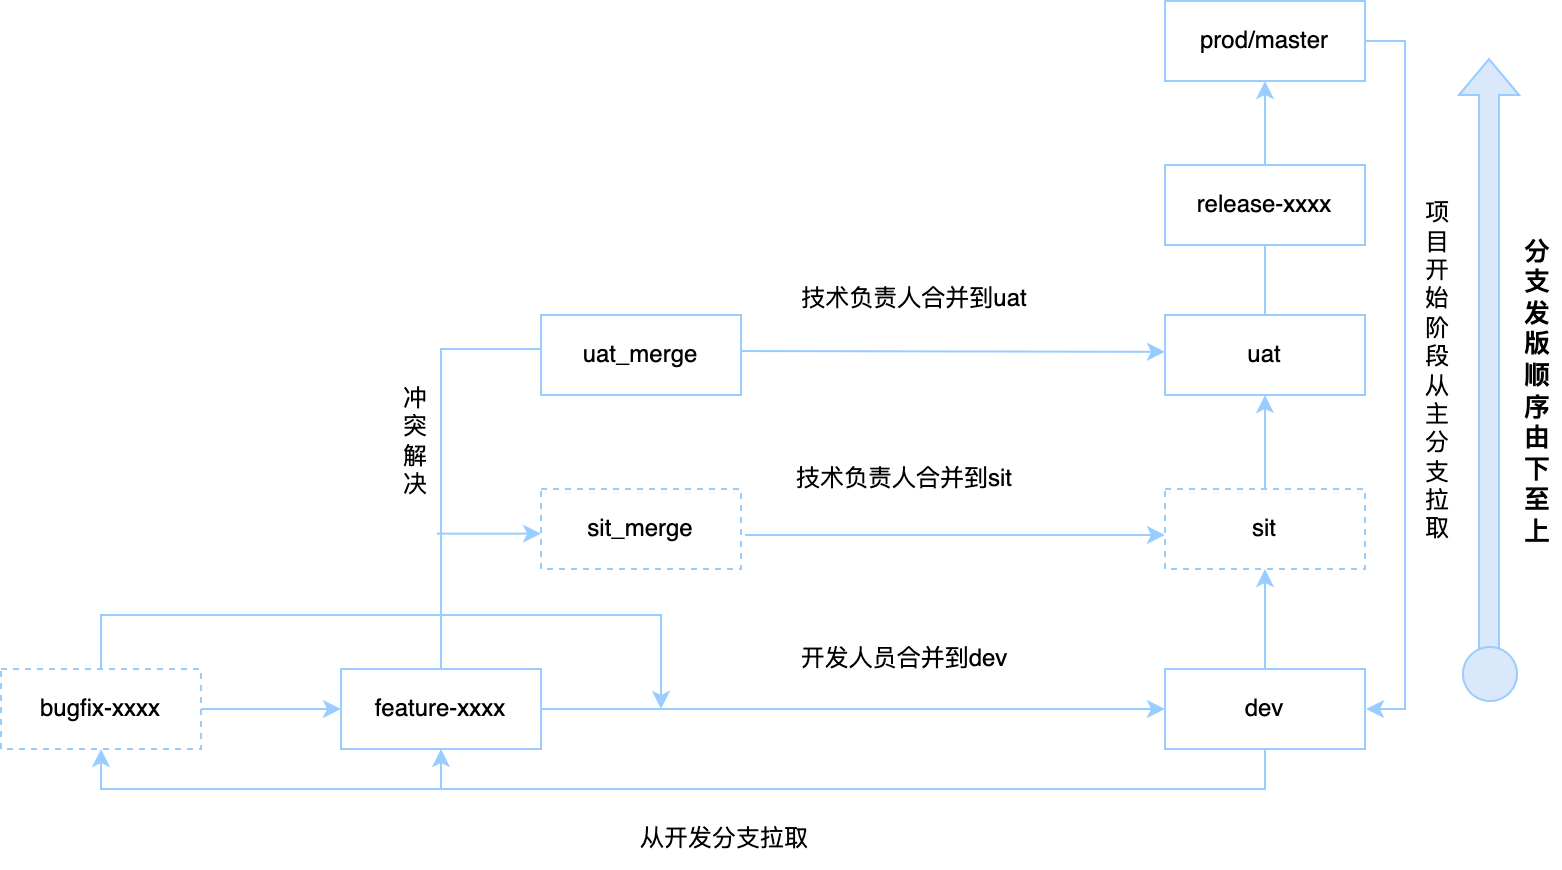 prod/master
release-xxxx
项目开始阶段从主分支拉取
分支发版顺序由下至上
技术负责人合并到uat
uat_merge
uat
冲突解决
技术负责人合并到sit
sit_merge
sit
开发人员合并到dev
bugfix-xxxx
feature-xxxx
dev
从开发分支拉取